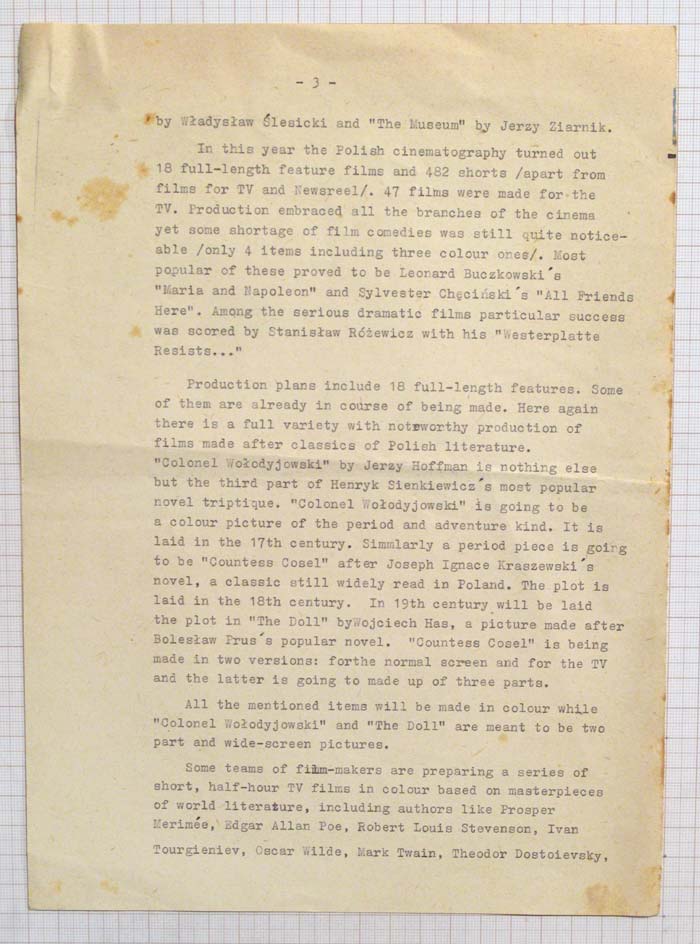 - 3 -
by Władysław Ślesicki and "The Museum" by Jerzy Ziarnik.
In this year the Polish cinematography turned out
18 full-length feature films and 482 shorts /apart from
films for TV and Newsreel/. 47 films were made for the
TV. Production embraced all the branches of the cinema
yet some shortage of film comedies was still quite notice-
able /only 4 items including three colour ones/. Most
popular of these proved to be Leonard Buczkowski´s
"Maria and Napoleon" and Sylvester Chęciński´s "All Friends
Here". Among the serious dramatic films particular success
was scored by Stanisław Różewicz with his "Westerplatte
Resists..."
Production plans include 18 full-length features. Some
of them are already in course of being made. Here again
there is a full variety with noteworthy production of
films made after classics of Polish literature.
"Colonel Wołodyjowski" by Jerzy Hoffman is nothing else
but the third part of Henryk Sienkiewicz´s most popular
novel triptique. "Colonel Wołodyjowski" is going to be
a colour picture of the period and adventure kind. It is
laid in the 17th century. Simmlarly a period piece is going
to be "Countess Cosel" after Joseph Ignace Kraszewski´s
novel, a classic still widely read in Poland. The plot is
laid in the 18th century. In 19th century will be laid
the plot in "The Doll" byWojciech Has, a picture made after
Bolesław Prus´s popular novel. "Countess Cosel" is being
made in two versions: forthe normal screen and for the TV
and the latter is going to made up of three parts.
All the mentioned items will be made in colour while
"Colonel Wołodyjowski" and "The Doll" are meant to be two
part and wide-screen pictures.
Some teams of film-makers are preparing a series of
short, half-hour TV films in colour based on masterpieces
of world literature, including authors like Prosper
Merimée, Edgar Allan Poe, Robert Louis Stevenson, Ivan
Tourgieniev, Oscar Wilde, Mark Twain, Theodor Dostoievsky,